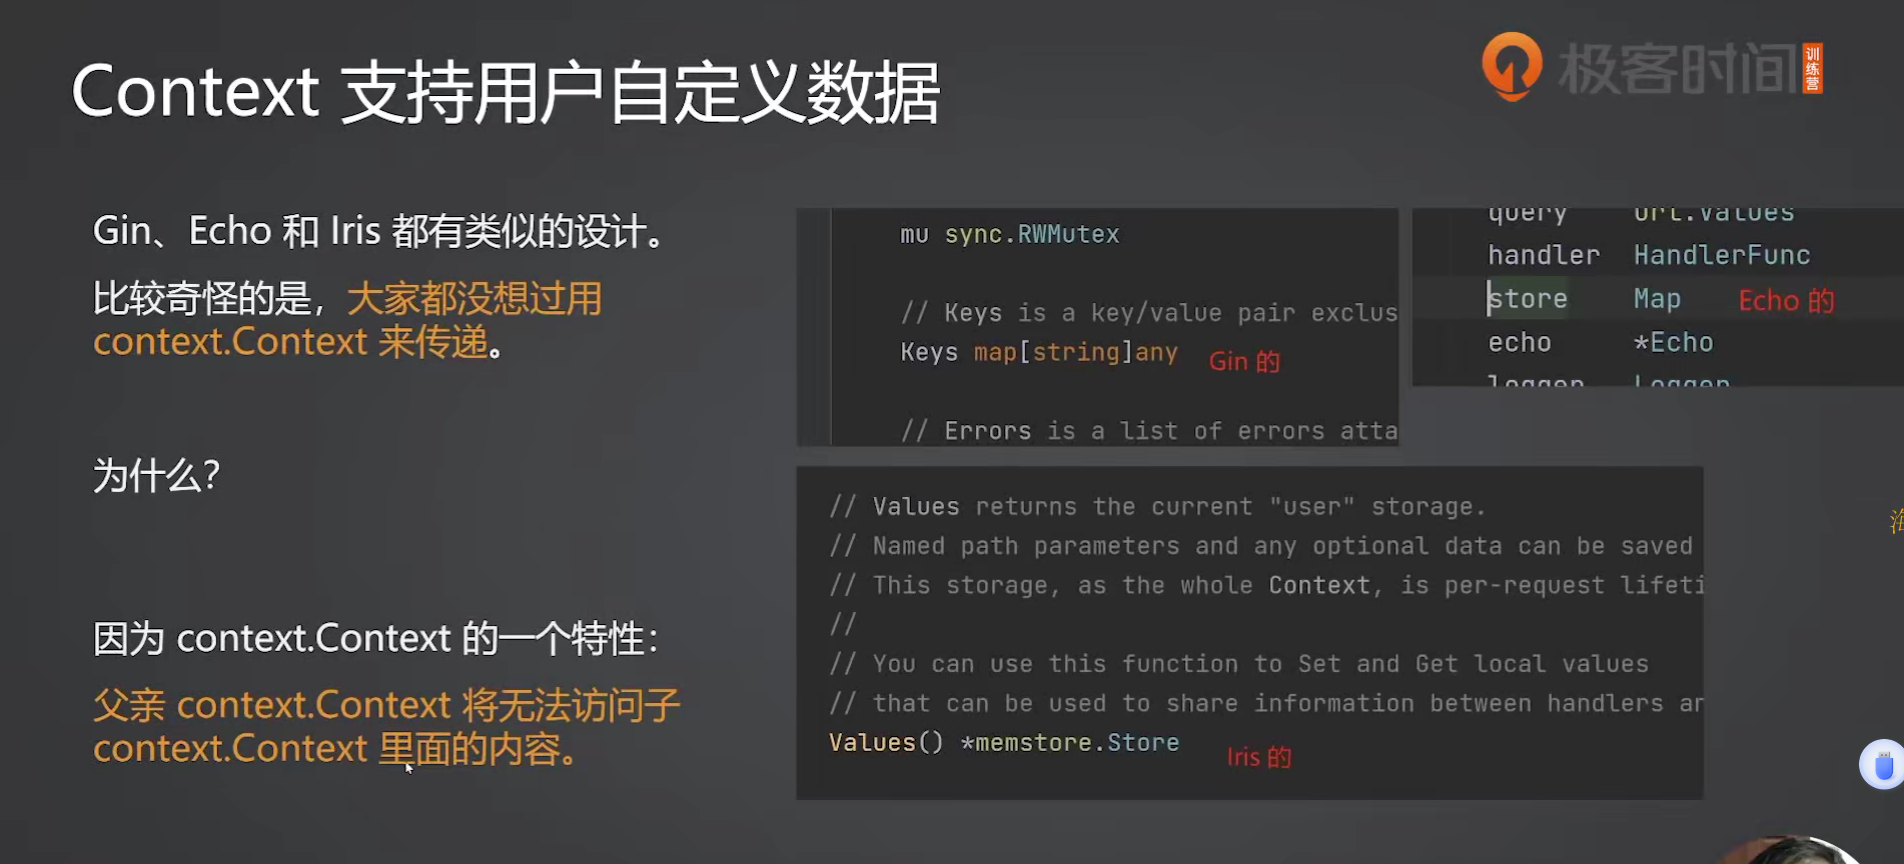 Context 支持用户自定义数据
极客时间
训练营
Gin、Echo 和 Iris 都有类似的设计。
比较奇怪的是，大家都没想过用
context.Context 来传递。
为什么？
因为 context.Context 的一个特性：
父亲 context.Context 将无法访问子
context.Context 里面的内容。
mu sync.RWMutex
// Keys is a key/value pair exclus
Keys map[string]any
Gin 的
// Errors is a list of errors atta
query url.Values
handler HandlerFunc
store Map
Echo 的
echo *Echo
logger Logger
// Values returns the current "user" storage.
// Named path parameters and any optional data can be saved
// This storage, as the whole Context, is per-request lifeti
//
// You can use this function to Set and Get local values
// that can be used to share information between handlers ar
Values() *memstore.Store
Iris 的